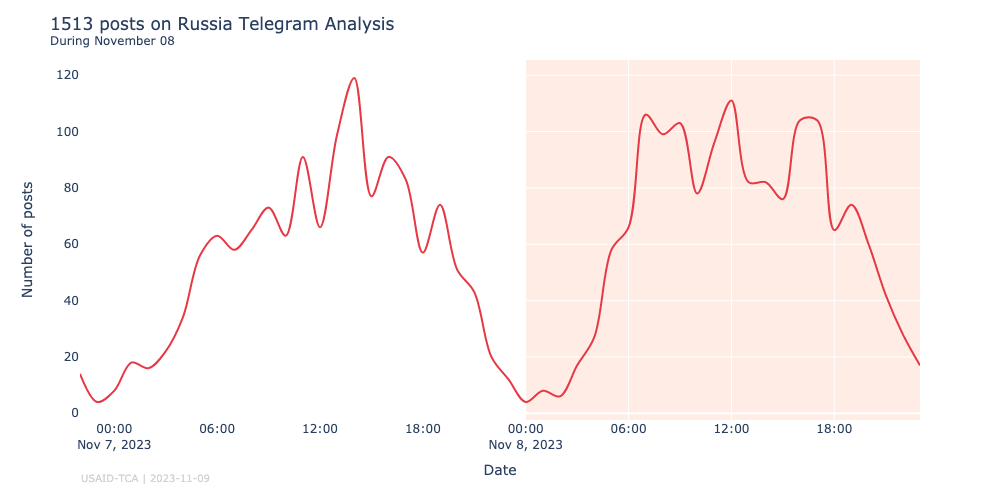 1513 posts on Russia Telegram Analysis
During November 08
120
100
80
60
40
20
0
Number of posts
00:00 06:00 12:00 18:00 00:00 06:00 12:00 18:00
Nov 7, 2023 Nov 8, 2023
Date
USAID-TCA | 2023-11-09